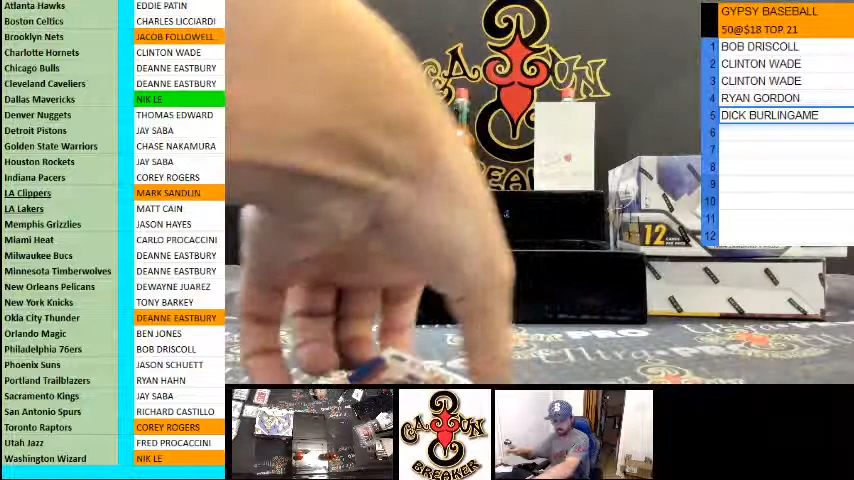 Atlanta Hawks EDDIE PATIN
Boston Celtics CHARLES LICCIARDI
Brooklyn Nets JACOB FOLLOWELL
Charlotte Hornets CLINTON WADE
Chicago Bulls DEANNE EASTBURY
Cleveland Caveliers DEANNE EASTBURY
Dallas Mavericks NIK LE
Denver Nuggets THOMAS EDWARD
Detroit Pistons JAY SABA
Golden State Warriors CHASE NAKAMURA
Houston Rockets JAY SABA
Indiana Pacers COREY ROGERS
LA Clippers MARK SANDLIN
LA Lakers MATT CAIN
Memphis Grizzlies JASON HAYES
Miami Heat CARLO PROCACCINI
Milwaukee Bucs DEANNE EASTBURY
Minnesota Timberwolves DEANNE EASTBURY
New Orleans Pelicans DEWAYNE JUAREZ
New York Knicks TONY BARKEY
Okla City Thunder DEANNE EASTBURY
Orlando Magic BEN JONES
Philadelphia 76ers BOB DRISCOLL
Phoenix Suns JASON SCHUETT
Portland Trailblazers RYAN HAHN
Sacramento Kings JAY SABA
San Antonio Spurs RICHARD CASTILLO
Toronto Raptors COREY ROGERS
Utah Jazz FRED PROCACCINI
Washington Wizard NIK LE
GYPSY BASEBALL
50@$18 TOP 21
1 BOB DRISCOLL
2 CLINTON WADE
3 CLINTON WADE
4 RYAN GORDON
5 DICK BURLINGAME
6
7
8
9
10
11
12
12
CAJUN
BREAKER